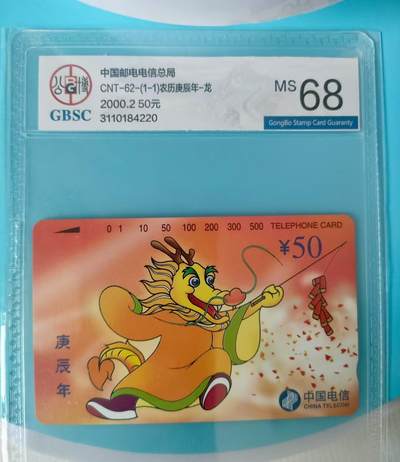 公博
GBSC
中国邮电电信总局
CNT-62-(1-1)农历庚辰年-龙
2000.2 50元
3110184220
MS 68
GongBo Stamp Card Guaranty
0 1 10 50 100 200 300 500 TELEPHONE CARD
¥50
庚辰年
中国电信
CHINA TELECOM